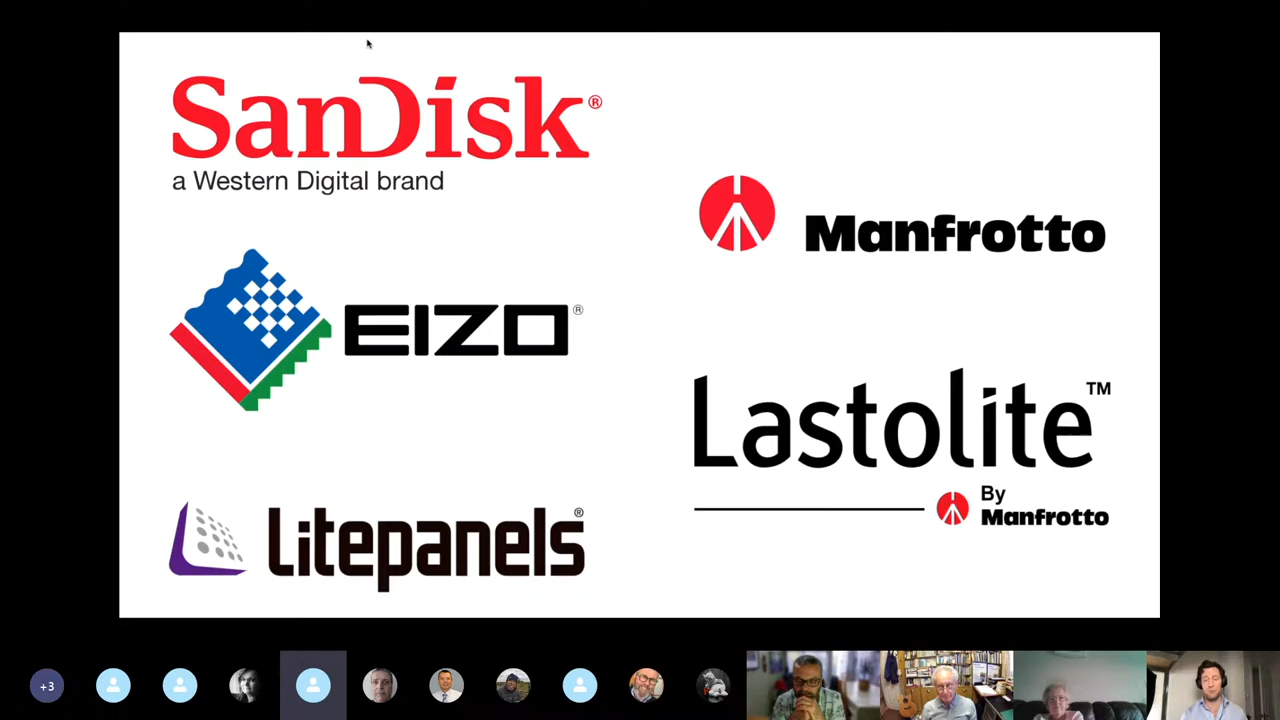 SanDisk®
a Western Digital brand
EIZO®
Litepanels®
Manfrotto
Lastolite™
By
Manfrotto
+3